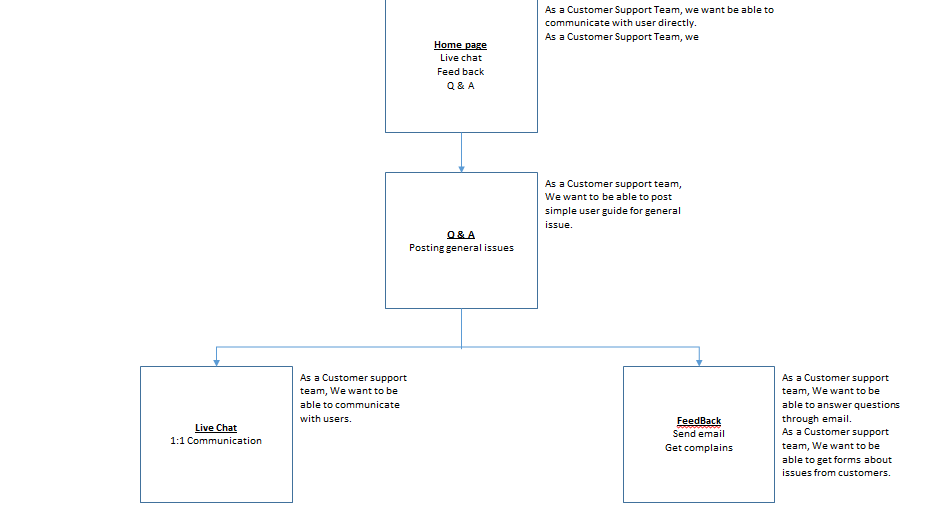 As a Customer Support Team, we want be able to
communicate with user directly.
As a Customer Support Team, we
Home page
Live chat
Feed back
Q & A
As a Customer support team,
We want to be able to post
simple user guide for general
issue.
Q & A
Posting general issues
As a Customer support
team, We want to be
able to communicate
with users.
Live Chat
1:1 Communication
As a Customer support
team, We want to be
able to answer questions
through email.
As a Customer support
team, We want to be
able to get forms about
issues from customers.
FeedBack
Send email
Get complains